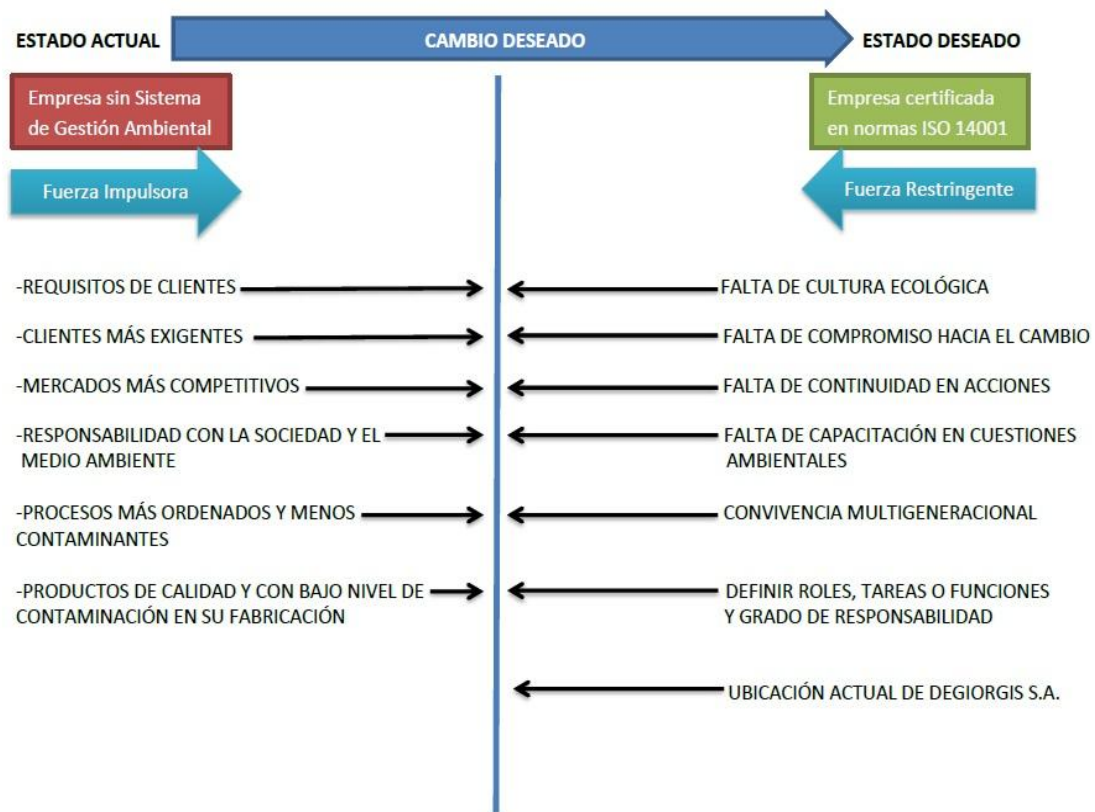 ESTADO ACTUAL
CAMBIO DESEADO
ESTADO DESEADO
Empresa sin Sistema
de Gestión Ambiental
Empresa certificada
en normas ISO 14001
Fuerza Impulsora
Fuerza Restringente
-REQUISITOS DE CLIENTES
FALTA DE CULTURA ECOLÓGICA
-CLIENTES MÁS EXIGENTES
FALTA DE COMPROMISO HACIA EL CAMBIO
-MERCADOS MÁS COMPETITIVOS
FALTA DE CONTINUIDAD EN ACCIONES
-RESPONSABILIDAD CON LA SOCIEDAD Y EL
MEDIO AMBIENTE
FALTA DE CAPACITACIÓN EN CUESTIONES
AMBIENTALES
-PROCESOS MÁS ORDENADOS Y MENOS
CONTAMINANTES
CONVIVENCIA MULTIGENERACIONAL
-PRODUCTOS DE CALIDAD Y CON BAJO NIVEL DE
CONTAMINACIÓN EN SU FABRICACIÓN
DEFINIR ROLES, TAREAS O FUNCIONES
Y GRADO DE RESPONSABILIDAD
UBICACIÓN ACTUAL DE DEGIORGIS S.A.